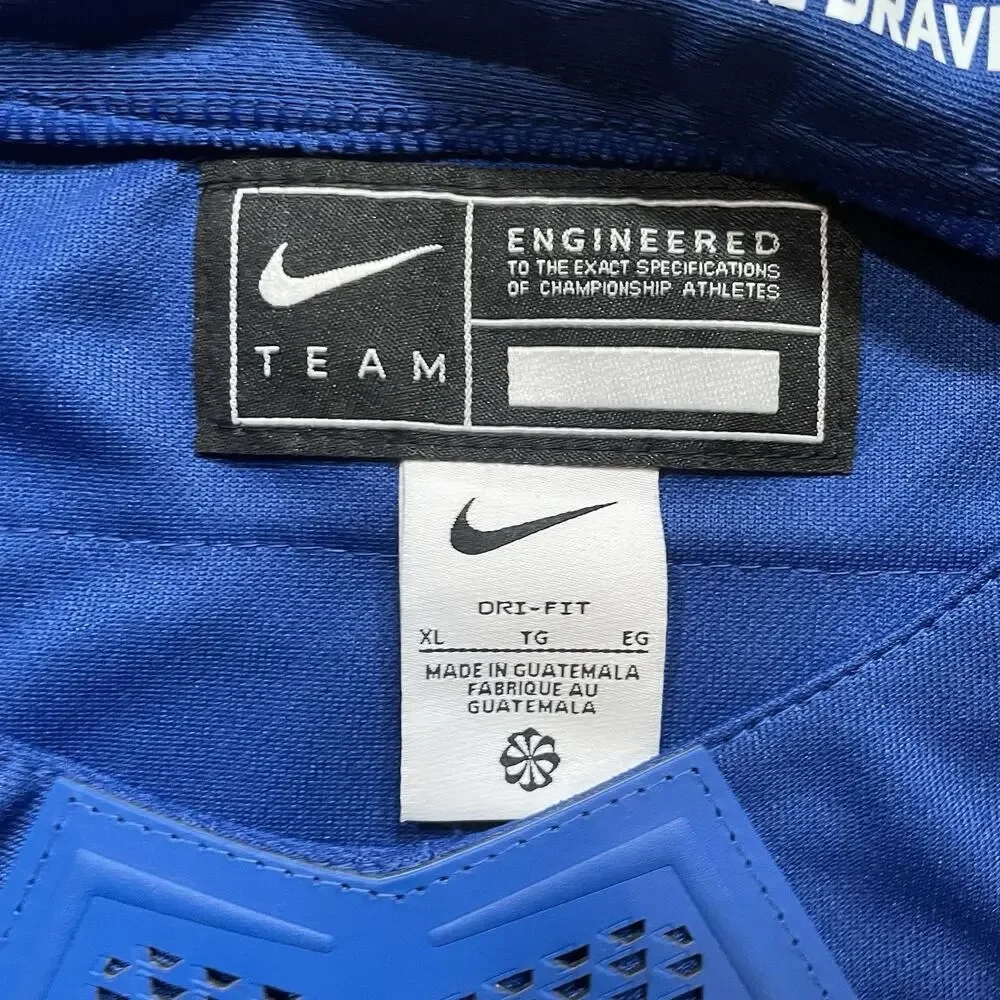 TEAM
ENGINEERED
TO THE EXACT SPECIFICATIONS
OF CHAMPIONSHIP ATHLETES
DRI-FIT
XL TG EG
MADE IN GUATEMALA
FABRIQUE AU
GUATEMALA